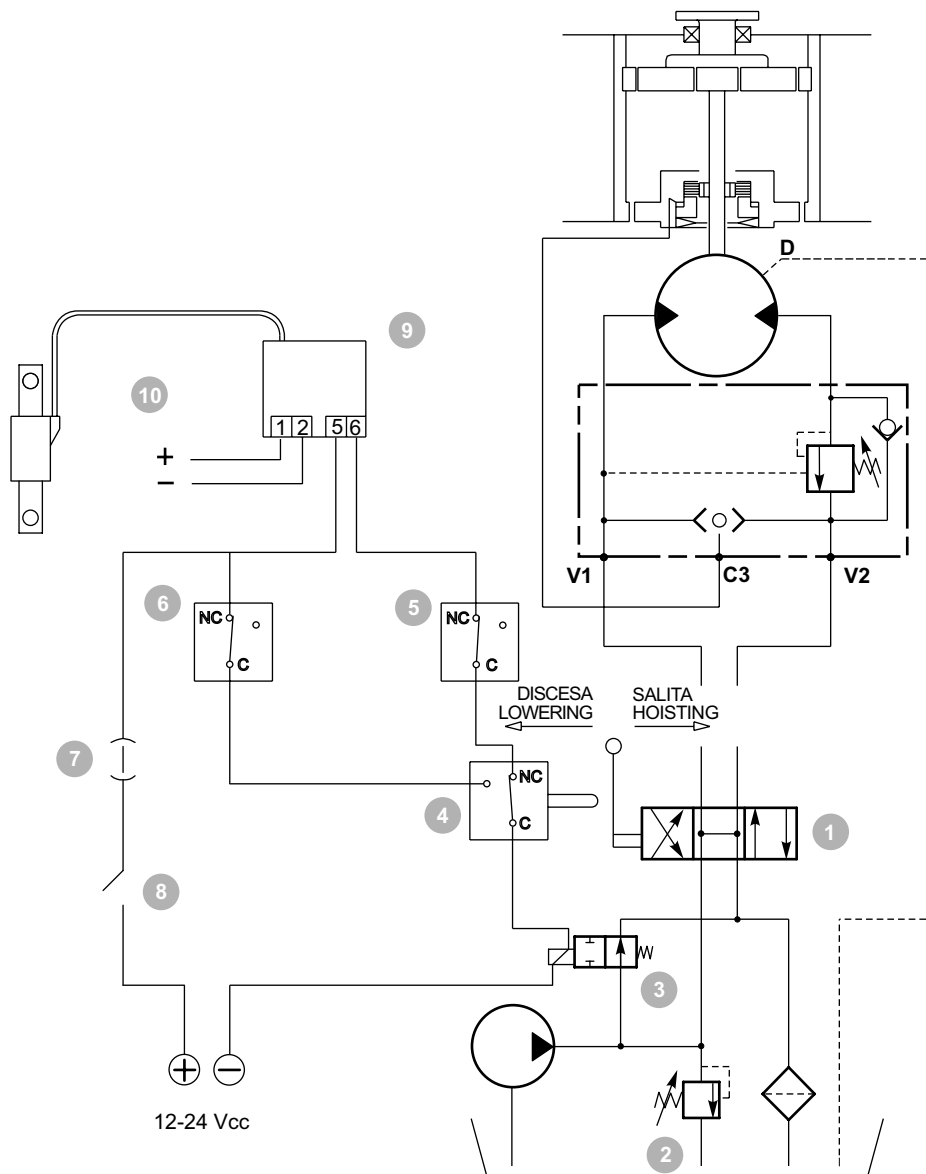 D
9
10
1 2 5 6
+
−
V1 C3 V2
6
5
NC
NC
C
C
DISCESA SALITA
LOWERING HOISTING
7
NC
4
C
1
8
3
+ −
12-24 Vcc
2